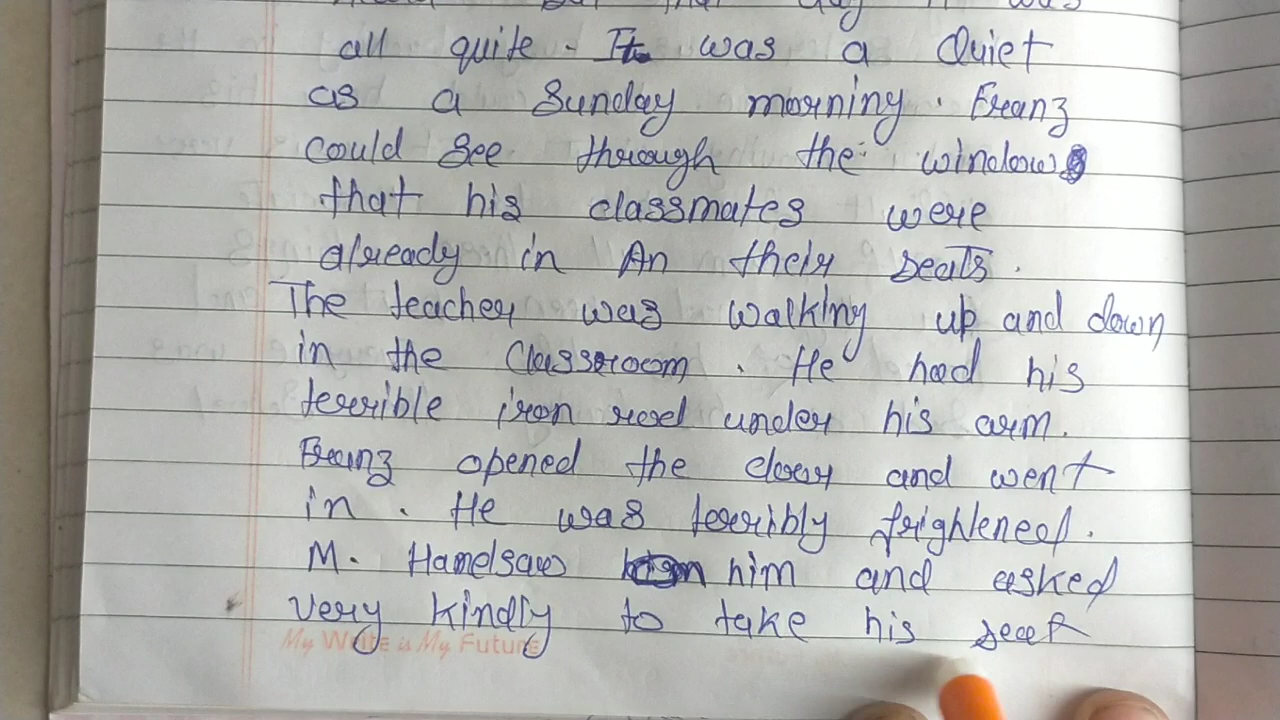 all quite. It was a Quiet
as a Sunday morning. Franz
could see through the window
that his classmates were
already in An their seats.
The teacher was walking up and down
in the Classroom. He had his
terrible iron rod under his arm.
Franz opened the door and went
in. He was terribly frightened.
M. Hamelsaw him and asked
very kindly to take his seat
My Write is My Future